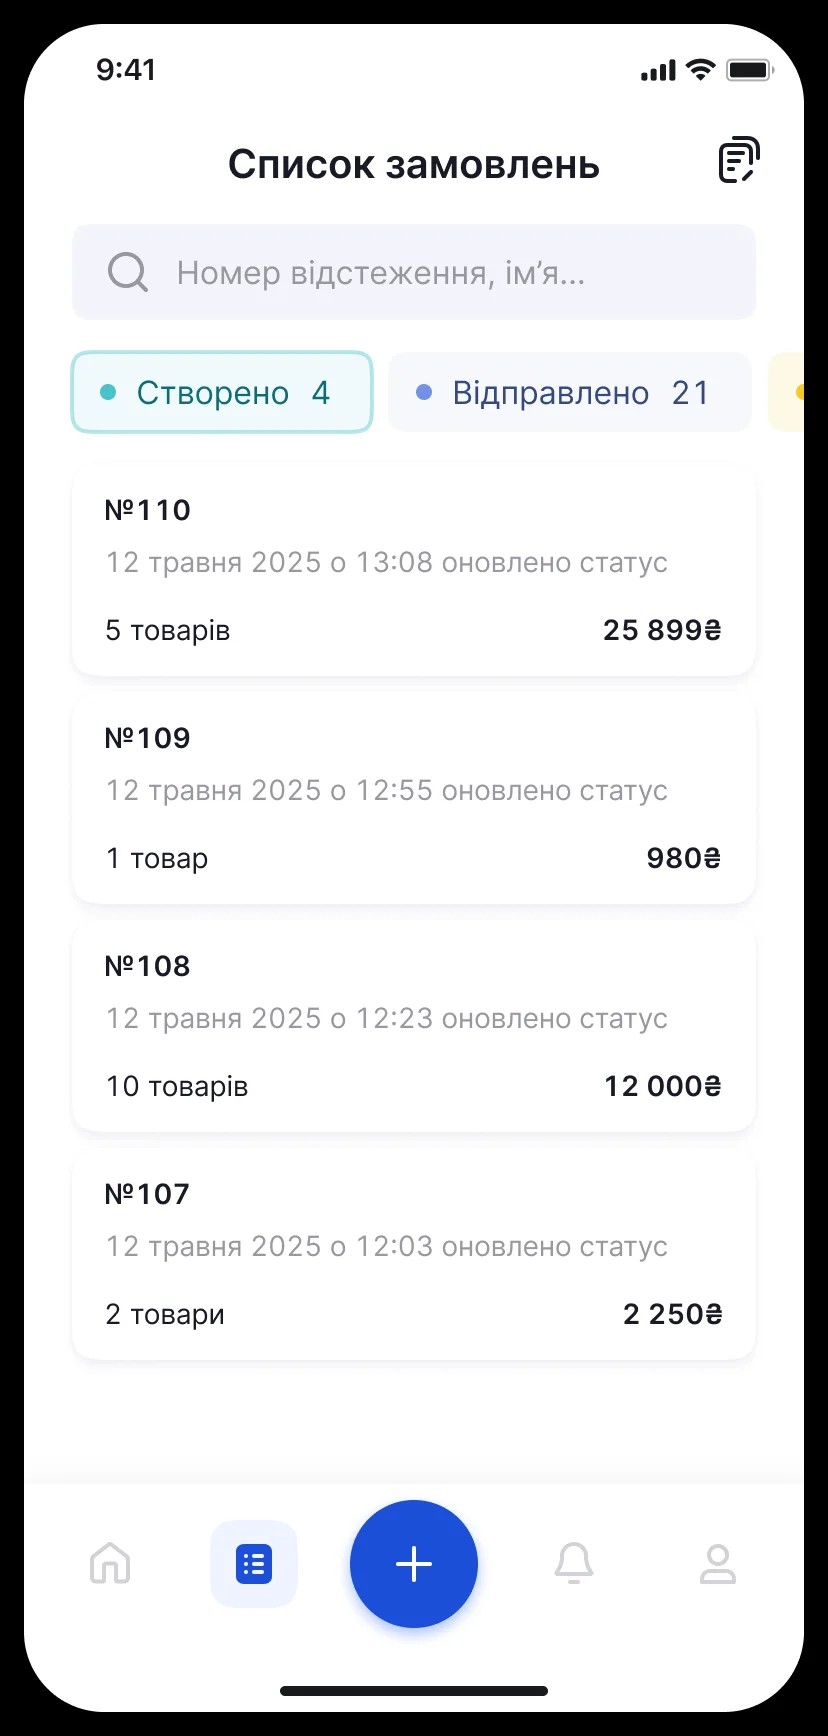 9:41
Список замовлень
Номер відстеження, ім’я...
Створено 4 Відправлено 21
№110
12 травня 2025 о 13:08 оновлено статус
5 товарів 25 899₴
№109
12 травня 2025 о 12:55 оновлено статус
1 товар 980₴
№108
12 травня 2025 о 12:23 оновлено статус
10 товарів 12 000₴
№107
12 травня 2025 о 12:03 оновлено статус
2 товари 2 250₴